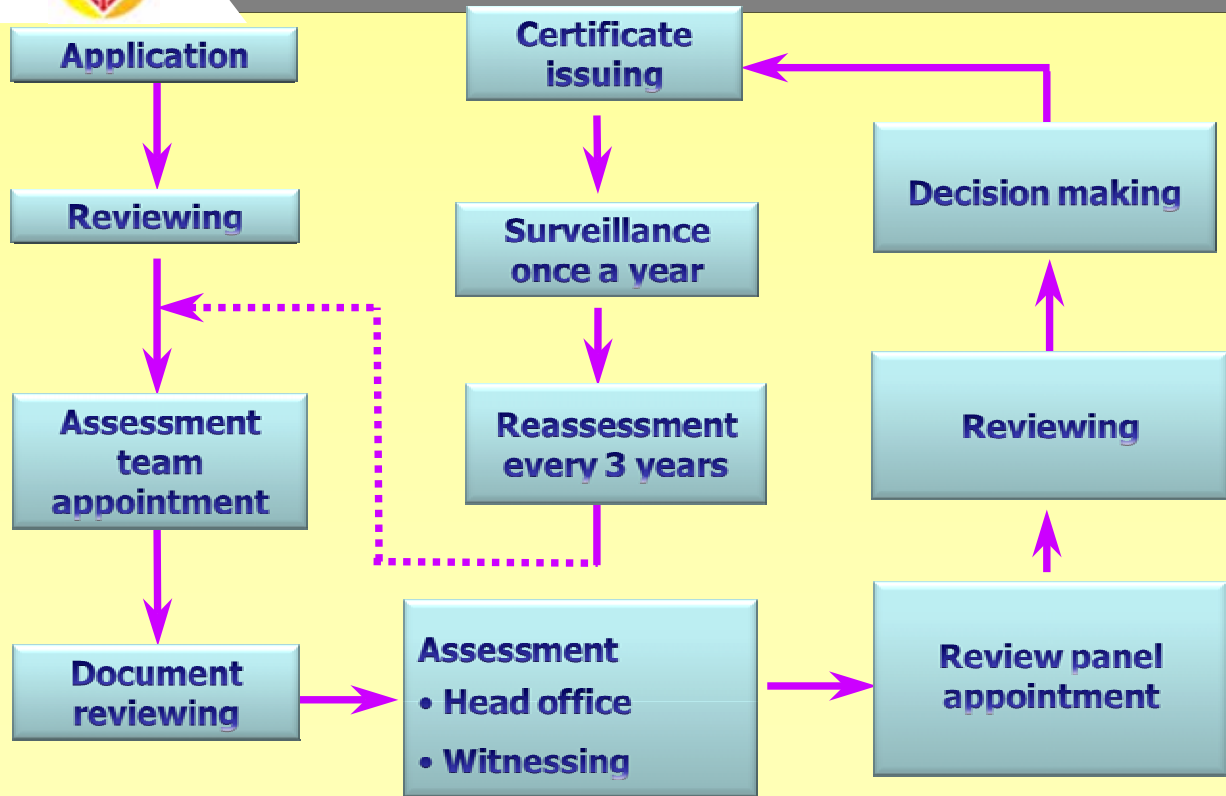 Application
Reviewing
Assessment
team
appointment
Document
reviewing
Assessment
• Head office
• Witnessing
Review panel
appointment
Reviewing
Decision making
Certificate
issuing
Surveillance
once a year
Reassessment
every 3 years